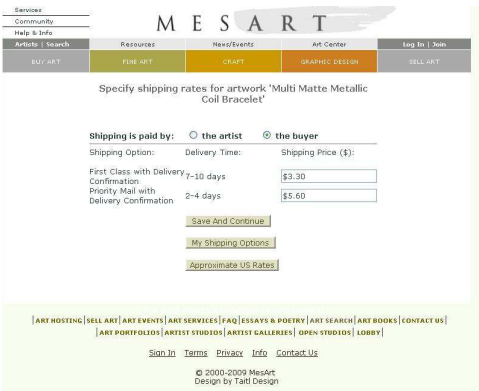 Services
Community
Help & Info
MESART
Artists | Search Resources News/Events Art Center Log In | Join
BUY ART FINE ART CRAFT GRAPHIC DESIGN SELL ART
Specify shipping rates for artwork 'Multi Matte Metallic
Coil Bracelet'
Shipping is paid by: the artist the buyer
Shipping Option: Delivery Time: Shipping Price ($):
First Class with Delivery
Confirmation 7-10 days $3.30
Priority Mail with
Delivery Confirmation 2-4 days $5.60
Save And Continue
My Shipping Options
Approximate US Rates
| ART HOSTING | SELL ART | ART EVENTS | ART SERVICES | FAQ | ESSAYS & POETRY | ART SEARCH | ART BOOKS | CONTACT US |
| ART PORTFOLIOS | ARTIST STUDIOS | ARTIST GALLERIES | OPEN STUDIOS | LOBBY |
Sign In Terms Privacy Info Contact Us
© 2000-2009 MesArt
Design by Taitl Design